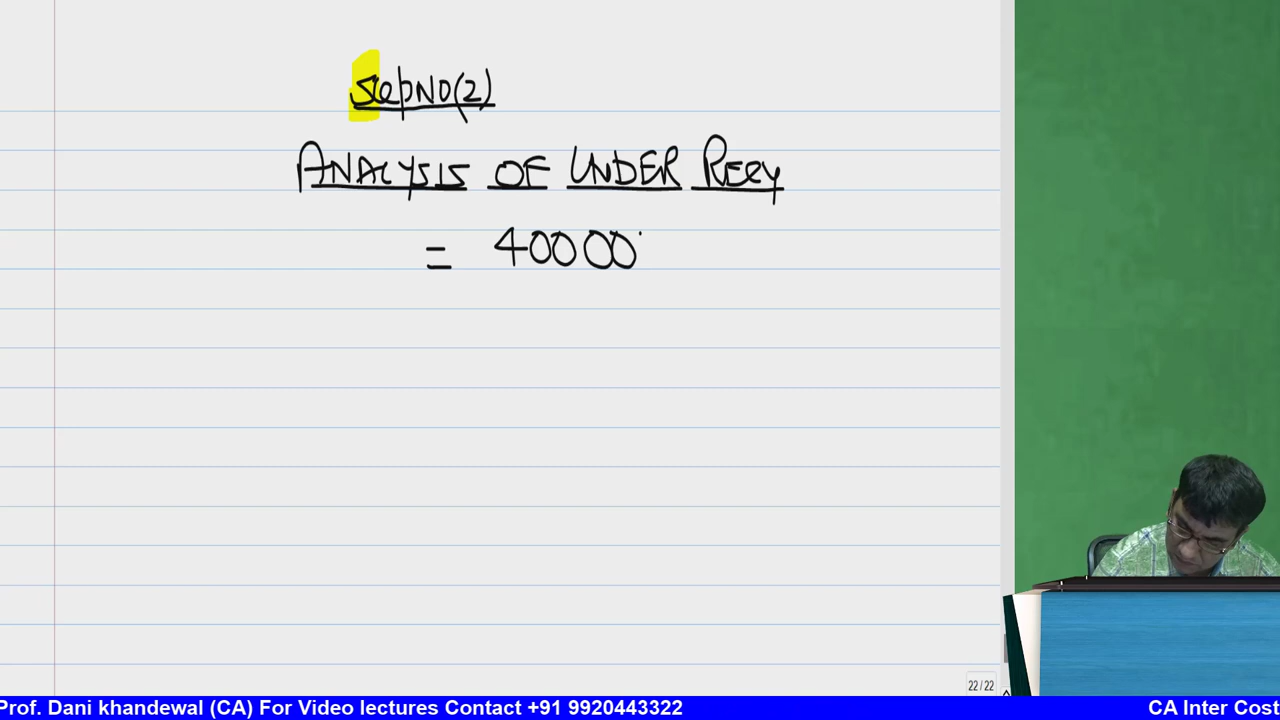 StepNO(2)
ANALYSIS OF UNDER RECY
= 40000
22/22
Prof. Dani khandewal (CA) For Video lectures Contact +91 9920443322
CA Inter Cost